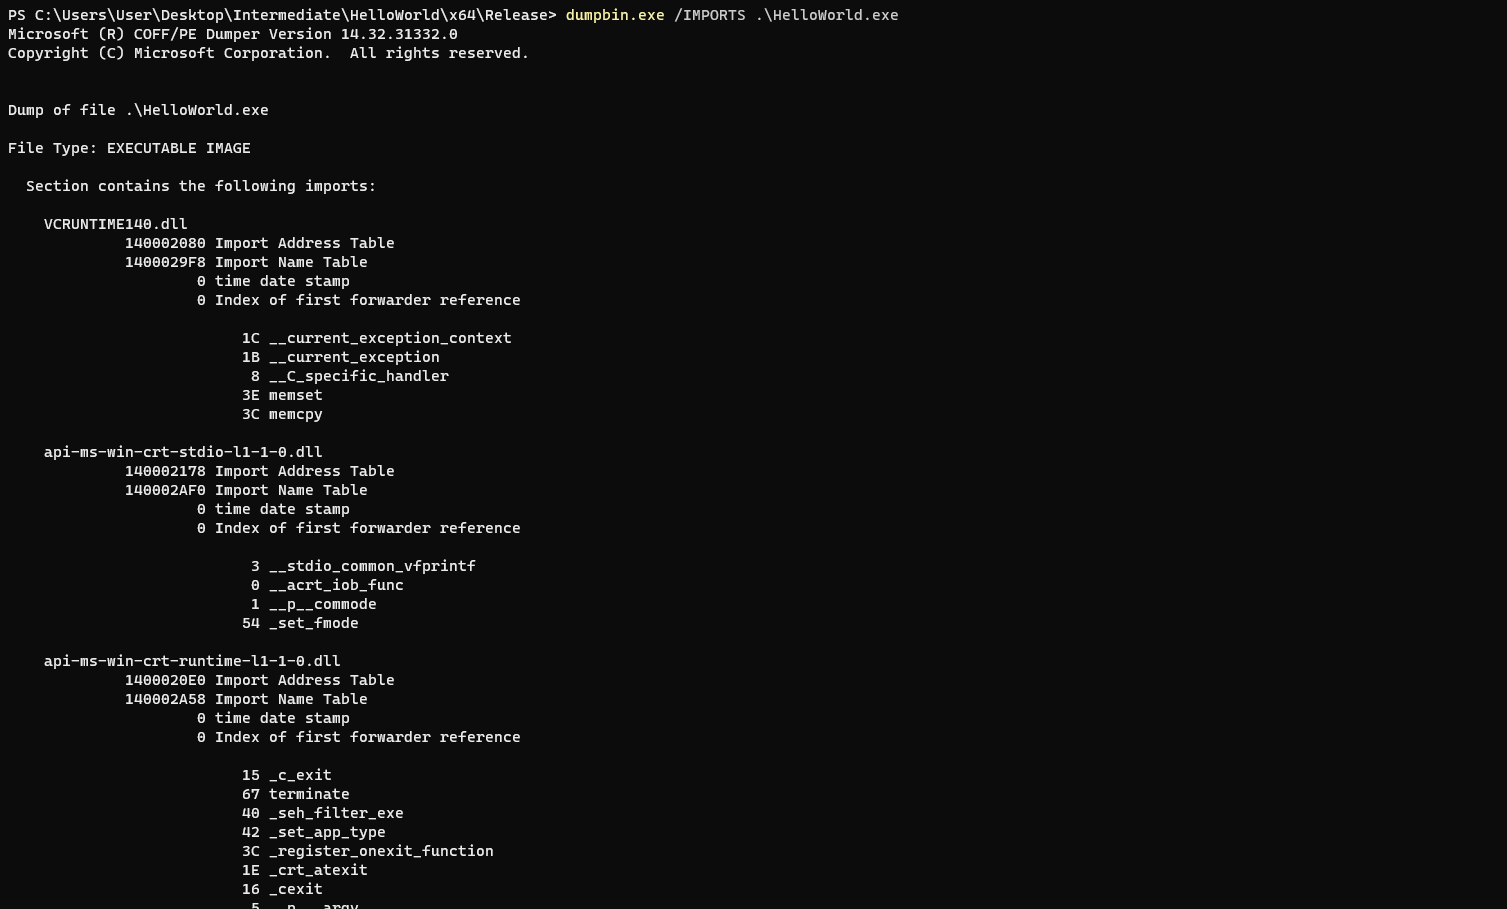 PS C:\Users\User\Desktop\Intermediate\HelloWorld\x64\Release> dumpbin.exe /IMPORTS .\HelloWorld.exe
Microsoft (R) COFF/PE Dumper Version 14.32.31332.0
Copyright (C) Microsoft Corporation.  All rights reserved.
Dump of file .\HelloWorld.exe
File Type: EXECUTABLE IMAGE
Section contains the following imports:
VCRUNTIME140.dll
140002080 Import Address Table
1400029F8 Import Name Table
0 time date stamp
0 Index of first forwarder reference
1C __current_exception_context
1B __current_exception
8 __C_specific_handler
3E memset
3C memcpy
api-ms-win-crt-stdio-l1-1-0.dll
140002178 Import Address Table
140002AF0 Import Name Table
0 time date stamp
0 Index of first forwarder reference
3 __stdio_common_vfprintf
0 __acrt_iob_func
1 __p__commode
54 _set_fmode
api-ms-win-crt-runtime-l1-1-0.dll
1400020E0 Import Address Table
140002A58 Import Name Table
0 time date stamp
0 Index of first forwarder reference
15 _c_exit
67 terminate
40 _seh_filter_exe
42 _set_app_type
3C _register_onexit_function
1E _crt_atexit
16 _cexit
5 __p___argv